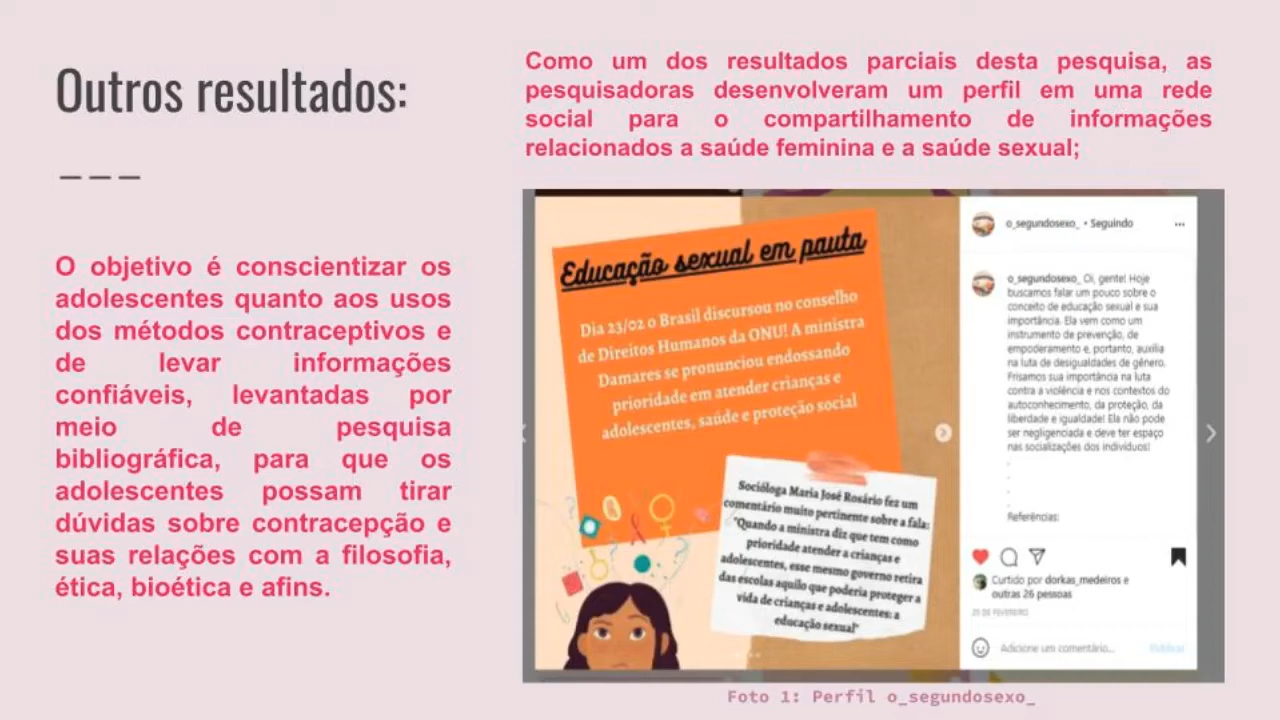 Outros resultados:
O objetivo é conscientizar os
adolescentes quanto aos usos
dos métodos contraceptivos e
de levar informações
confiáveis, levantadas por
meio de pesquisa
bibliográfica, para que os
adolescentes possam tirar
dúvidas sobre contracepção e
suas relações com a filosofia,
ética, bioética e afins.
Como um dos resultados parciais desta pesquisa, as
pesquisadoras desenvolveram um perfil em uma rede
social para o compartilhamento de informações
relacionados a saúde feminina e a saúde sexual;
Educação sexual em pauta
Dia 23/02 o Brasil discursou no conselho
de Direitos Humanos da ONU! A ministra
Damares se pronunciou endossando
prioridade em atender crianças e
adolescentes, saúde e proteção social
Socióloga Maria José Rosário fez um
comentário muito pertinente sobre a fala:
"Quando a ministra diz que tem como
prioridade atender a crianças e
adolescentes, esse mesmo governo retira
das escolas aquilo que poderia proteger a
vida de crianças e adolescentes: a
educação sexual"
o_segundosexo_ • Seguindo
o_segundosexo_ Oi, gente! Hoje
buscamos falar um pouco sobre o
conceito de educação sexual e sua
importância. Ela vem como um
instrumento de prevenção, de
empoderamento e, portanto, auxilia
na luta de desigualdades de gênero.
Frisamos sua importância na luta
contra a violência e nos contextos do
autoconhecimento, da proteção, da
liberdade e igualdade! Ela não pode
ser negligenciada e deve ter espaço
nas socializações dos indivíduos!
.
.
.
.
Referências:
Curtido por dorkas_medeiros e
outras 26 pessoas
DE FEVEREIRO
Adicione um comentário...
Publicar
Foto 1: Perfil o_segundosexo_